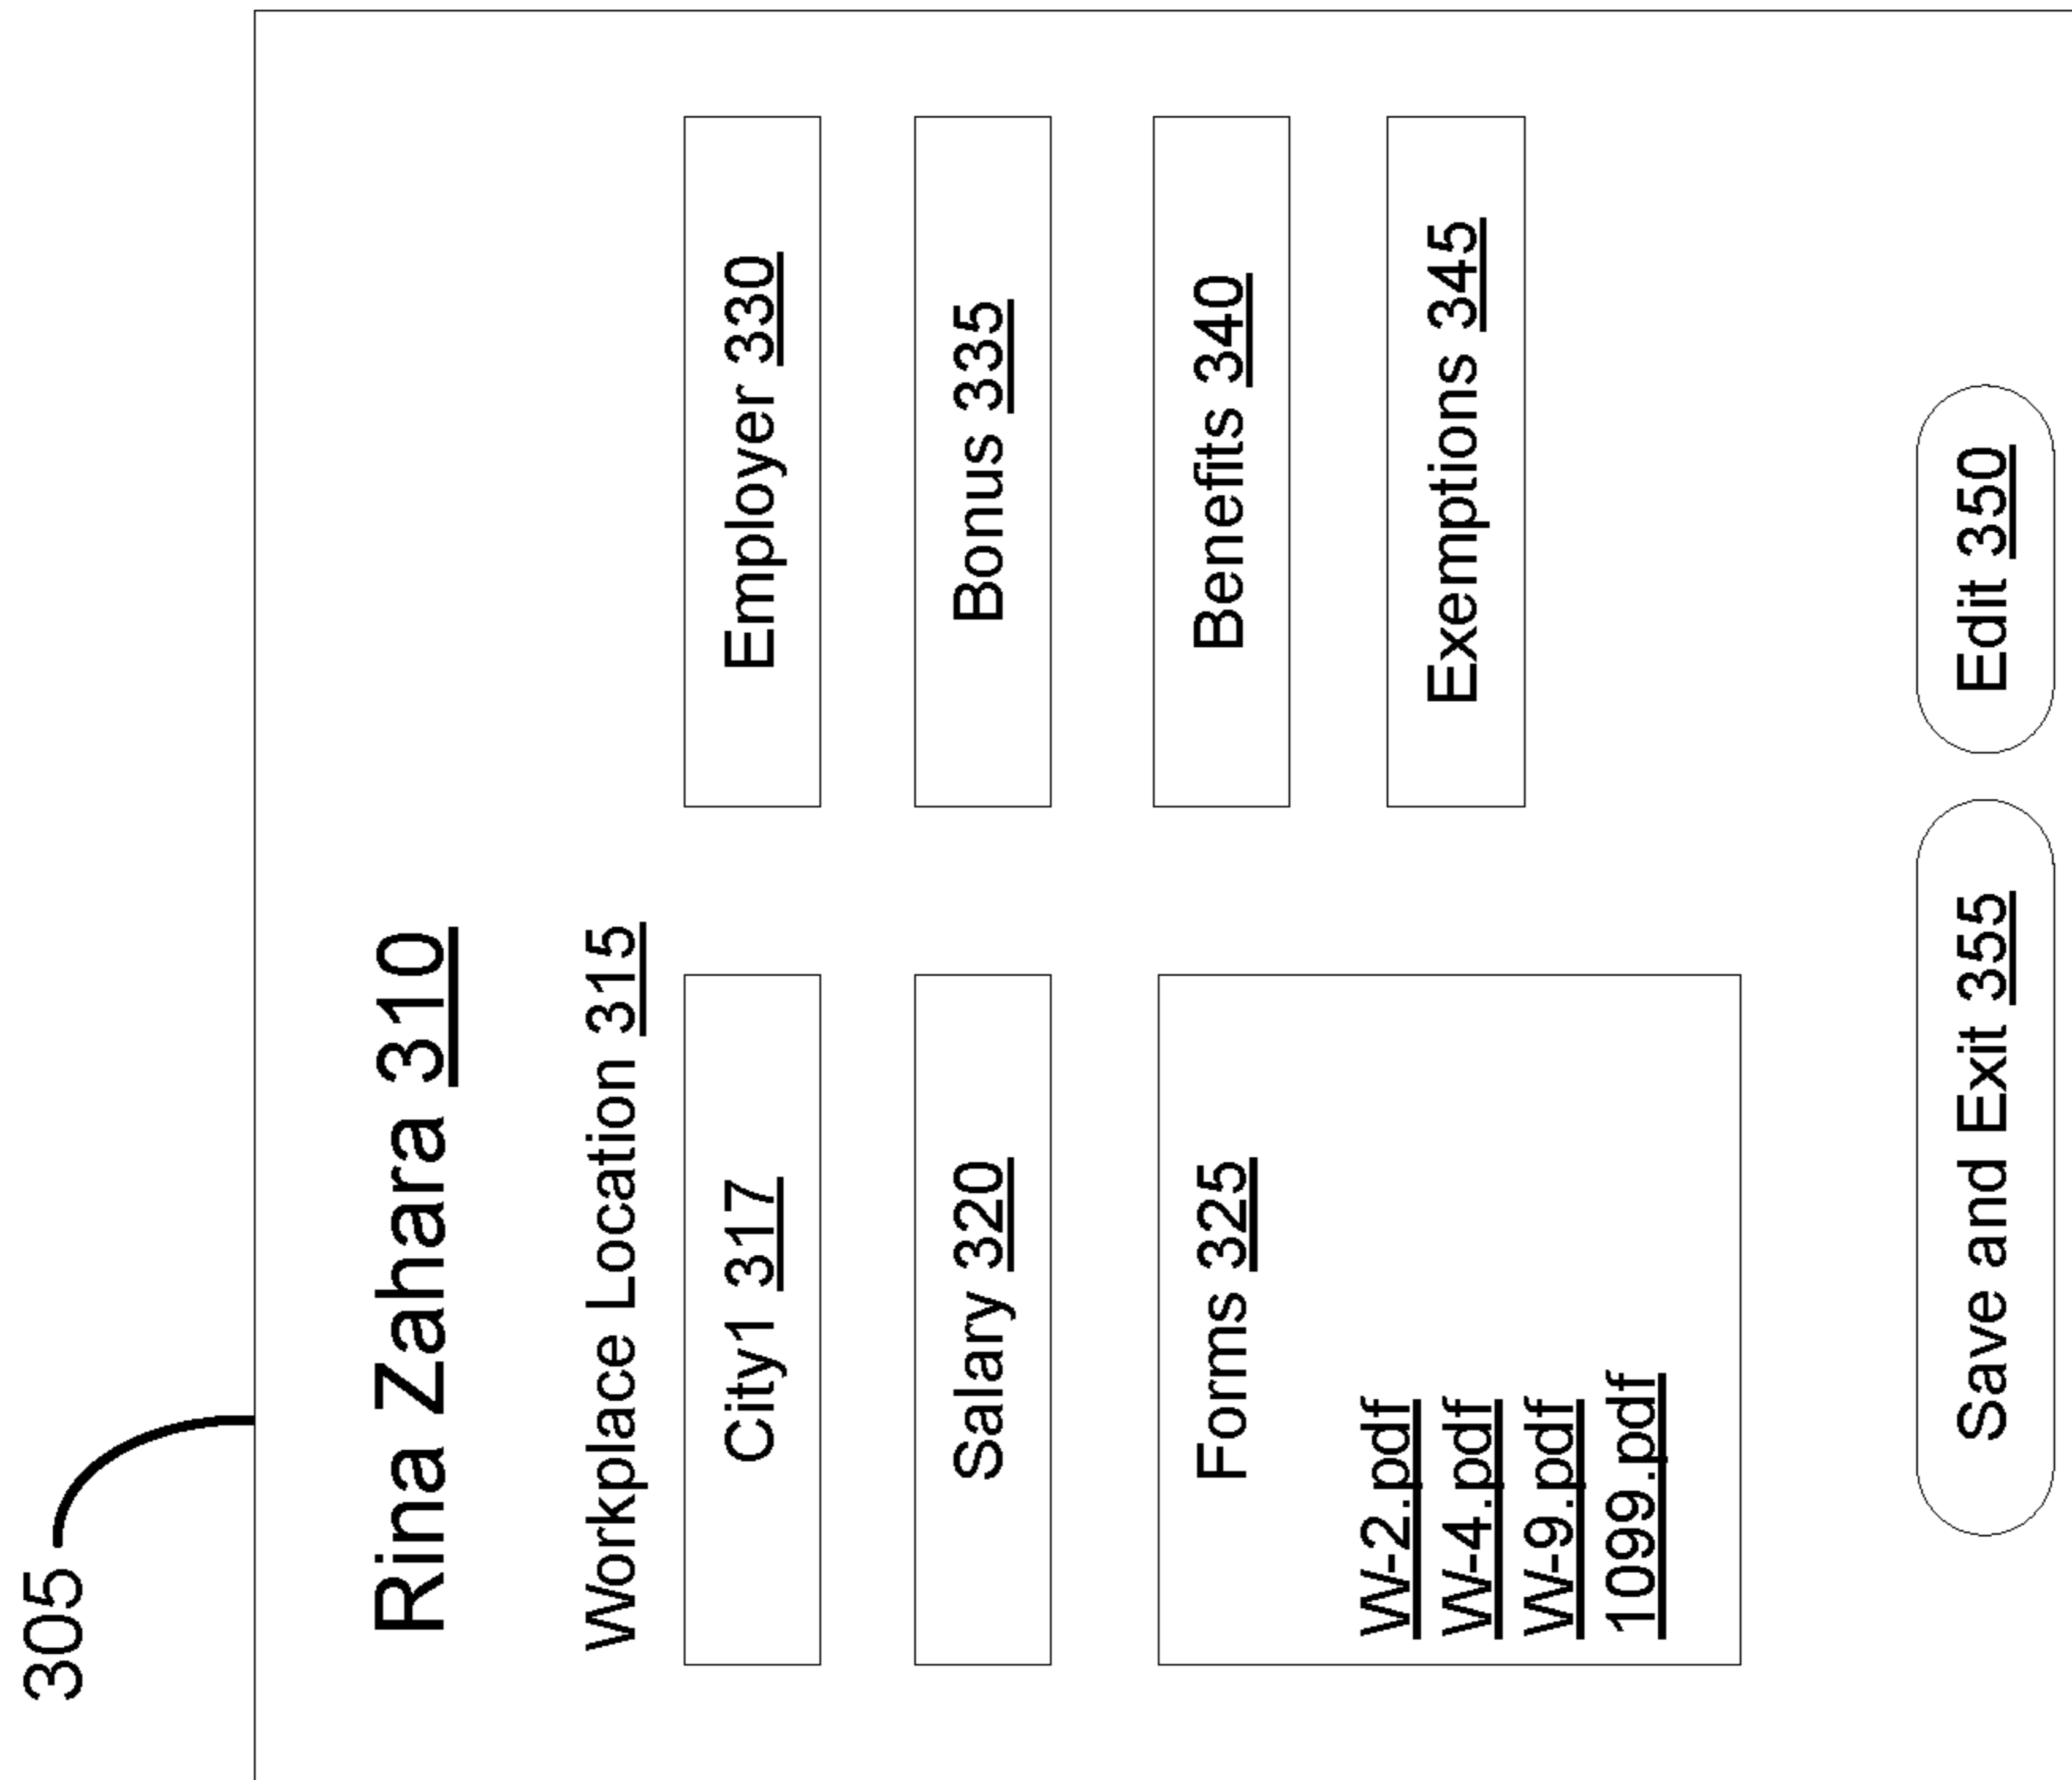 305
Rina Zahara 310
Workplace Location 315
City1 317
Employer 330
Salary 320
Bonus 335
Forms 325
W-2.pdf
W-4.pdf
W-9.pdf
1099.pdf
Benefits 340
Exemptions 345
Save and Exit 355
Edit 350